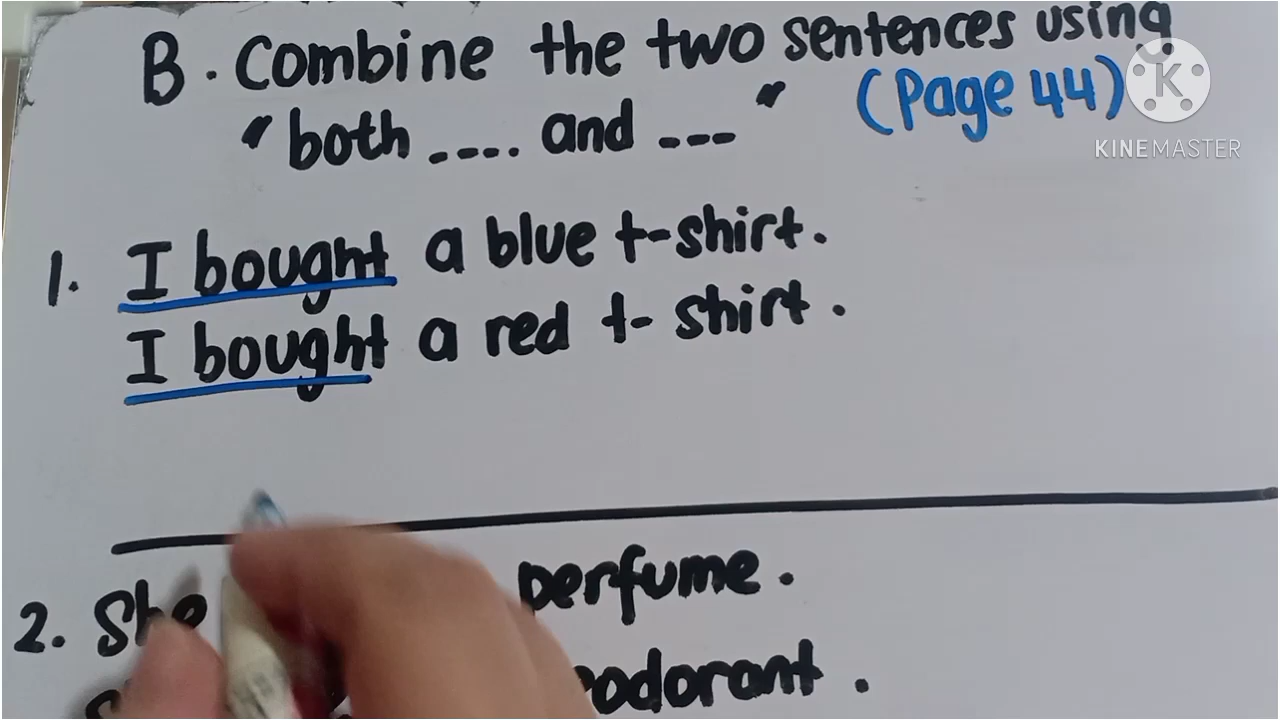 B. Combine the two sentences using
"both .... and ---" (Page 44)
KINEMASTER
1. I bought a blue t-shirt.
I bought a red t-shirt.
2. She perfume.